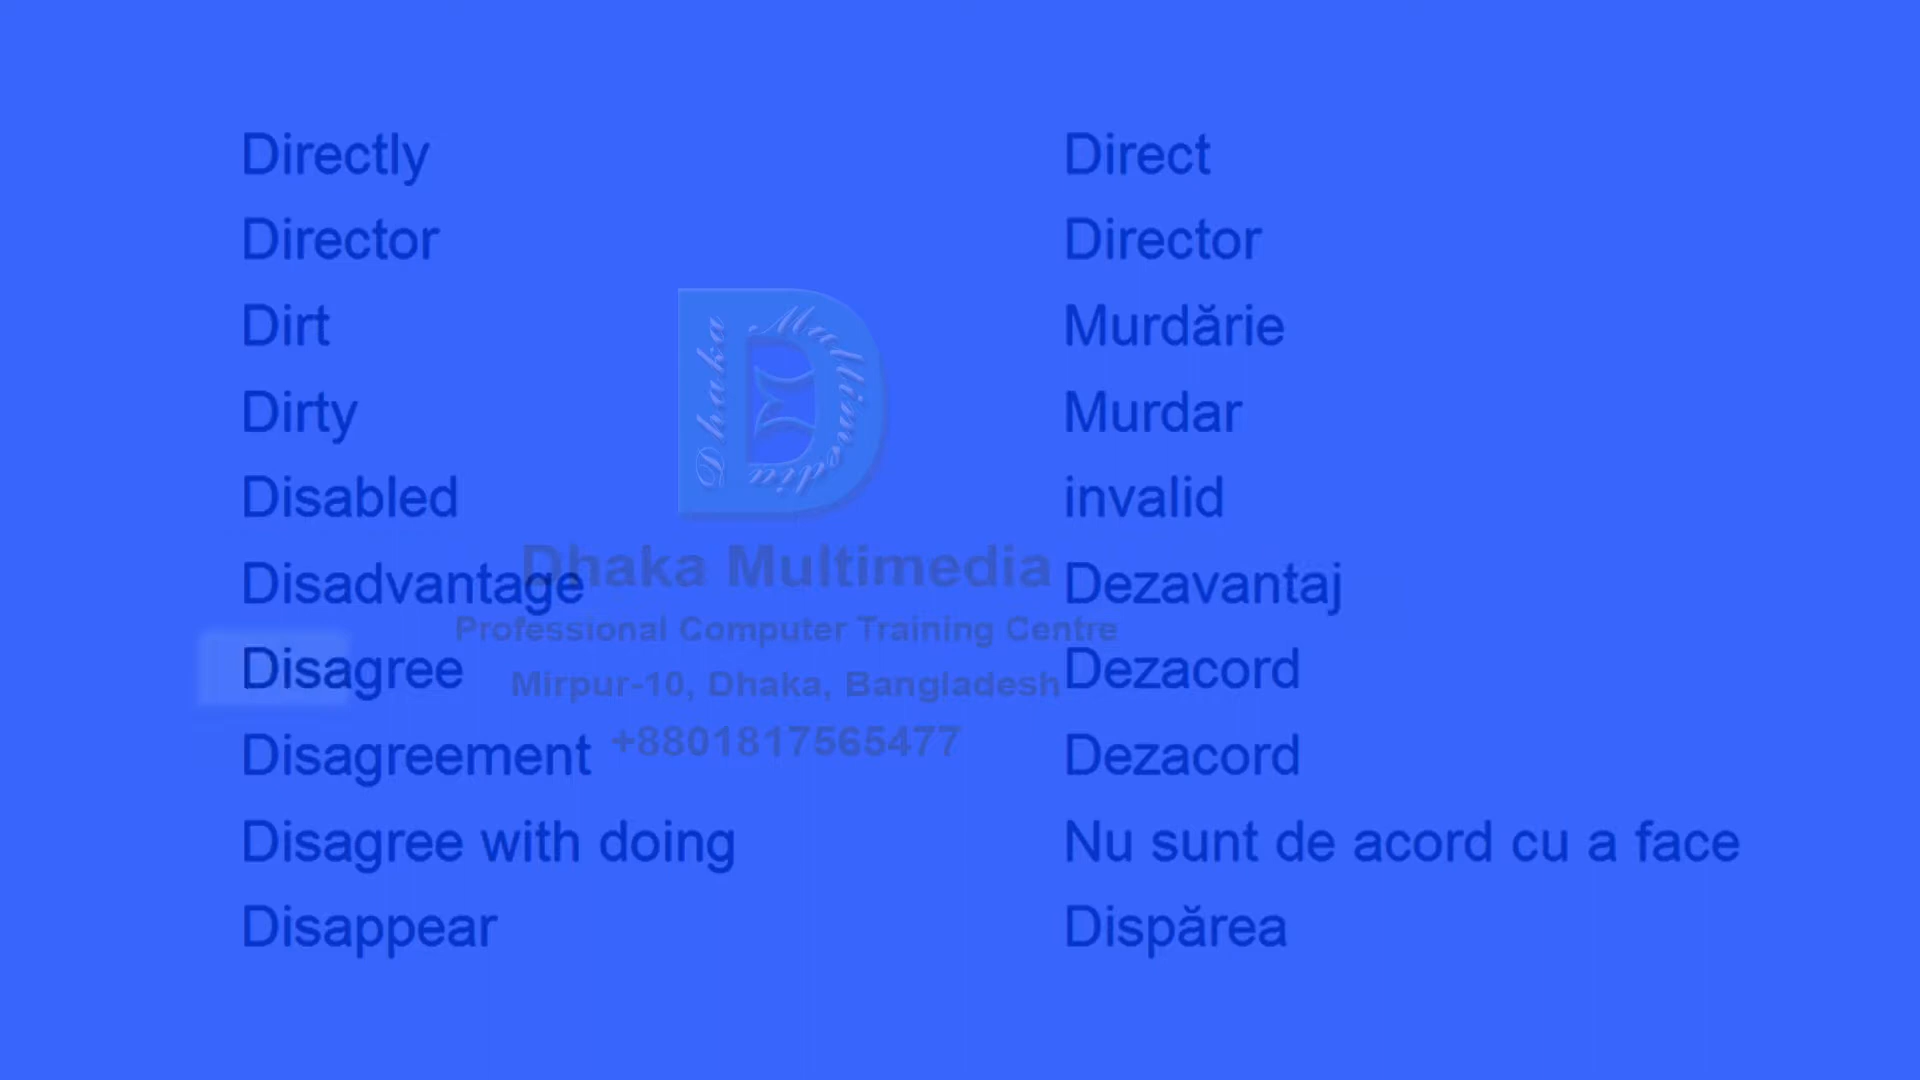 Directly Direct
Director Director
Dirt Murdărie
Dirty Murdar
Disabled invalid
Disadvantage Dezavantaj
Disagree Dezacord
Disagreement Dezacord
Disagree with doing Nu sunt de acord cu a face
Disappear Dispărea
Dhaka Multimedia
Dhaka Multimedia
Professional Computer Training Centre
Mirpur-10, Dhaka, Bangladesh
+8801817565477